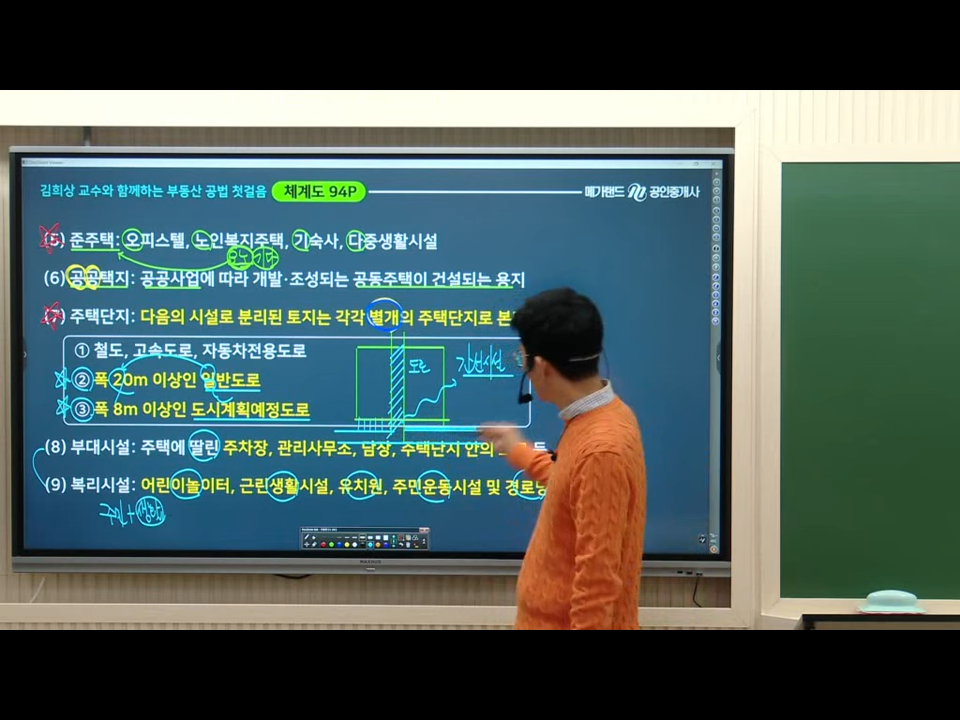 김희상 교수와 함께하는 부동산 공법 첫걸음 체계도 94P 메가랜드 공인중개사
(5) 준주택: 오피스텔, 노인복지주택, 기숙사, 다중생활시설
오노 기다
(6) 공공택지: 공공사업에 따라 개발·조성되는 공동주택이 건설되는 용지
(7) 주택단지: 다음의 시설로 분리된 토지는 각각 별개의 주택단지로 본
① 철도, 고속도로, 자동차전용도로
도로 간선시설
② 폭 20m 이상인 일반도로
③ 폭 8m 이상인 도시계획예정도로
(8) 부대시설: 주택에 딸린 주차장, 관리사무소, 담장, 주택단지 안의 등
(9) 복리시설: 어린이놀이터, 근린생활시설, 유치원, 주민운동시설 및 경로당
주민+생활